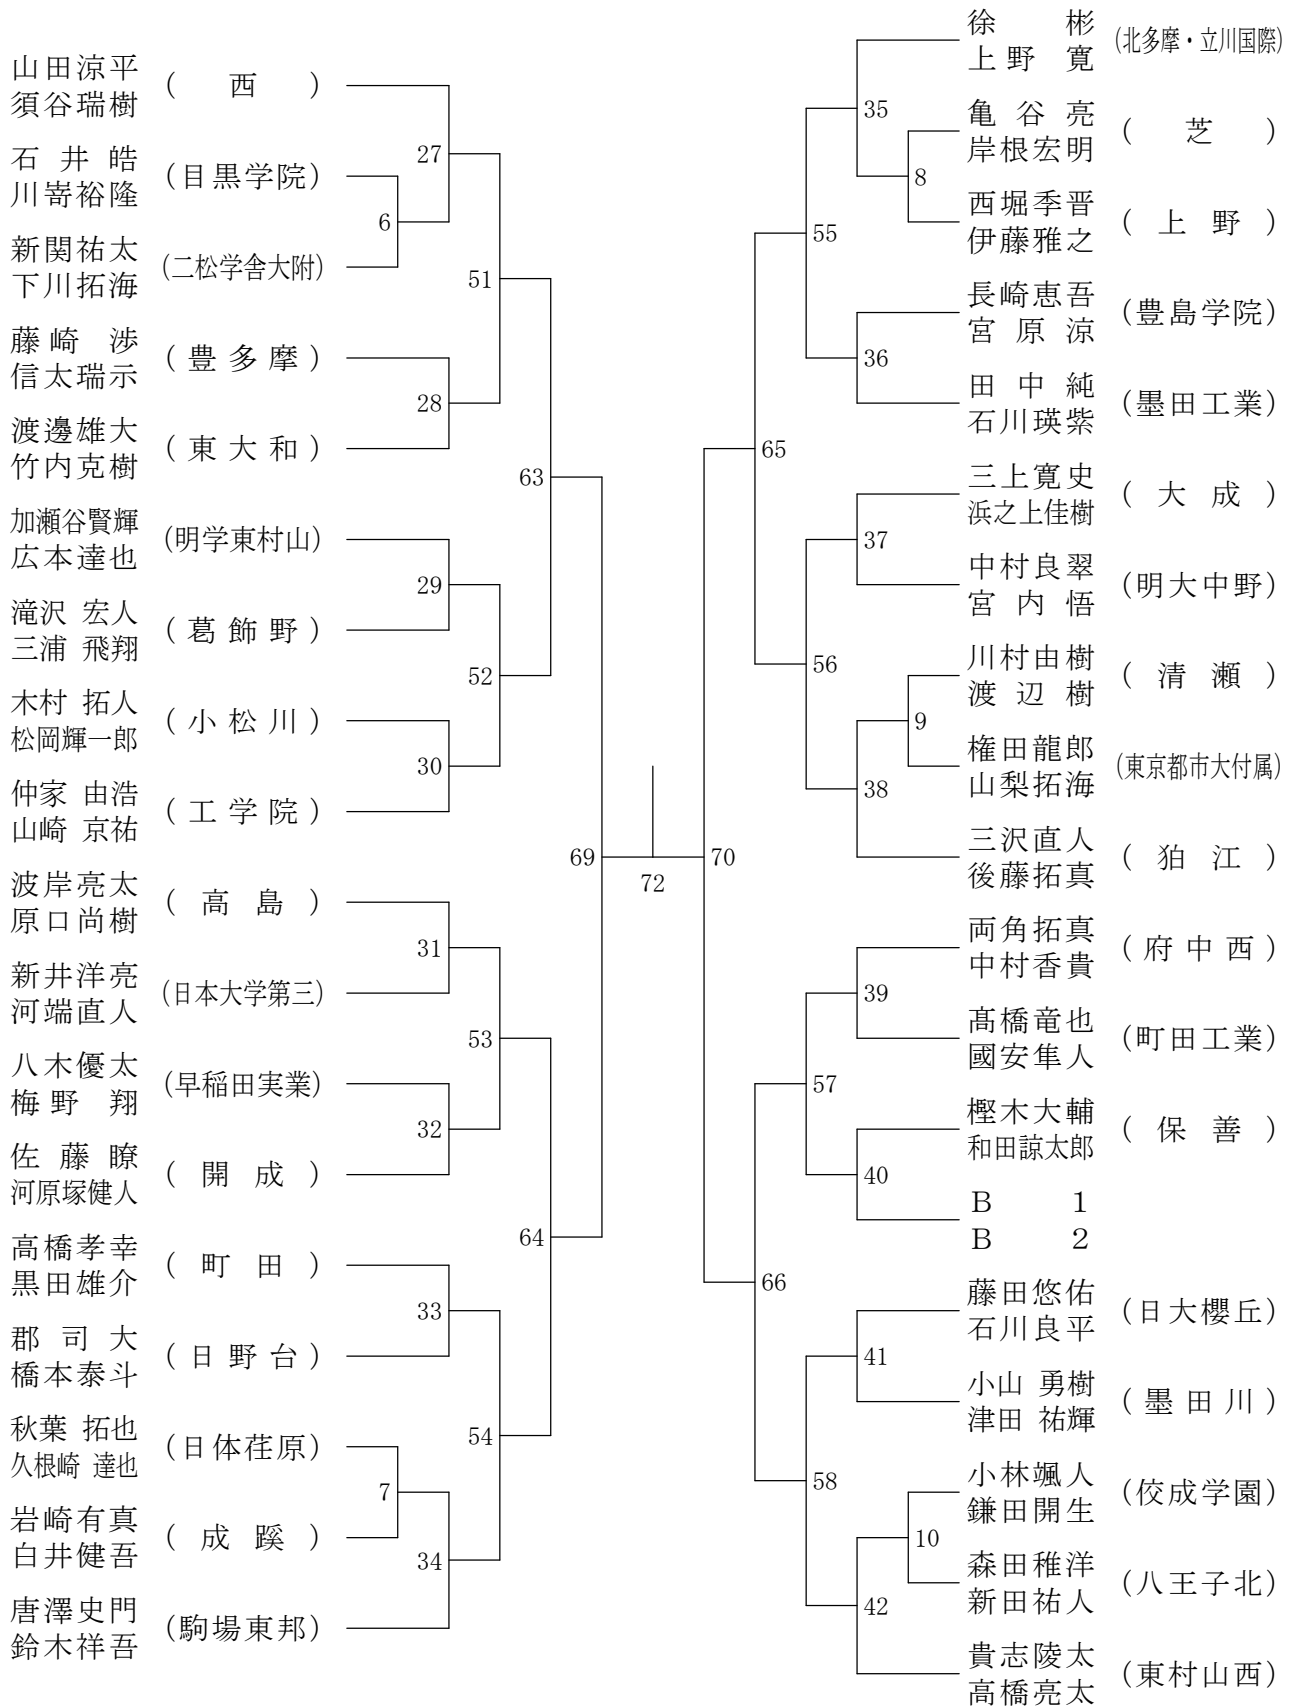 山田涼平
須谷瑞樹
(西)
石井皓
川嵜裕隆
(目黒学院)
新関祐太
下川拓海
(二松学舎大附)
藤崎渉
信太瑞示
(豊多摩)
渡邊雄大
竹内克樹
(東大和)
加瀬谷賢輝
広本達也
(明学東村山)
滝沢 宏人
三浦 飛翔
(葛飾野)
木村 拓人
松岡輝一郎
(小松川)
仲家 由浩
山崎 京祐
(工学院)
波岸亮太
原口尚樹
(高島)
新井洋亮
河端直人
(日本大学第三)
八木優太
梅野翔
(早稲田実業)
佐藤瞭
河原塚健人
(開成)
高橋孝幸
黒田雄介
(町田)
郡司大
橋本泰斗
(日野台)
秋葉 拓也
久根崎 達也
(日体荏原)
岩崎有真
白井健吾
(成蹊)
唐澤史門
鈴木祥吾
(駒場東邦)
27
6
51
28
63
29
52
30
69
31
53
32
64
33
54
7
34
72
70
35
8
55
36
65
37
56
9
38
39
57
40
66
41
58
10
42
徐彬
上野寛
(北多摩・立川国際)
亀谷亮
岸根宏明
(芝)
西堀季晋
伊藤雅之
(上野)
長崎恵吾
宮原涼
(豊島学院)
田中純
石川瑛紫
(墨田工業)
三上寛史
浜之上佳樹
(大成)
中村良翠
宮内悟
(明大中野)
川村由樹
渡辺樹
(清瀬)
権田龍郎
山梨拓海
(東京都市大付属)
三沢直人
後藤拓真
(狛江)
両角拓真
中村香貴
(府中西)
髙橋竜也
國安隼人
(町田工業)
樫木大輔
和田諒太郎
(保善)
B 1
B 2
藤田悠佑
石川良平
(日大櫻丘)
小山 勇樹
津田 祐輝
(墨田川)
小林颯人
鎌田開生
(佼成学園)
森田稚洋
新田祐人
(八王子北)
貴志陵太
高橋亮太
(東村山西)